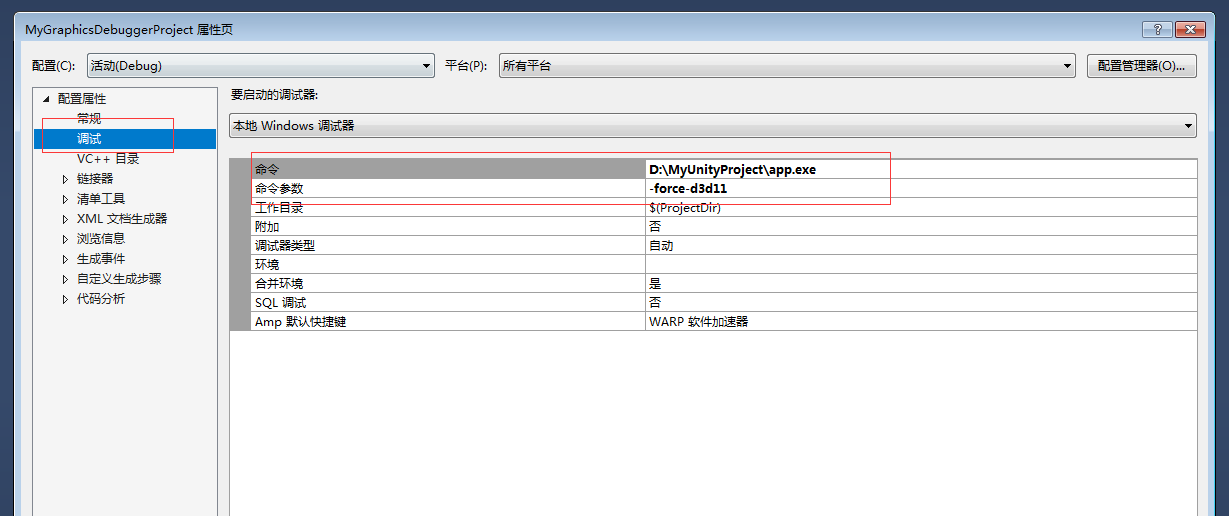 MyGraphicsDebuggerProject 属性页
?
配置(C): 活动(Debug) 平台(P): 所有平台 配置管理器(O)...
配置属性
常规
调试
VC++ 目录
链接器
清单工具
XML 文档生成器
浏览信息
生成事件
自定义生成步骤
代码分析
要启动的调试器:
本地 Windows 调试器
命令 D:\MyUnityProject\app.exe
命令参数 -force-d3d11
工作目录 $(ProjectDir)
附加 否
调试器类型 自动
环境
合并环境 是
SQL 调试 否
Amp 默认快捷键 WARP 软件加速器